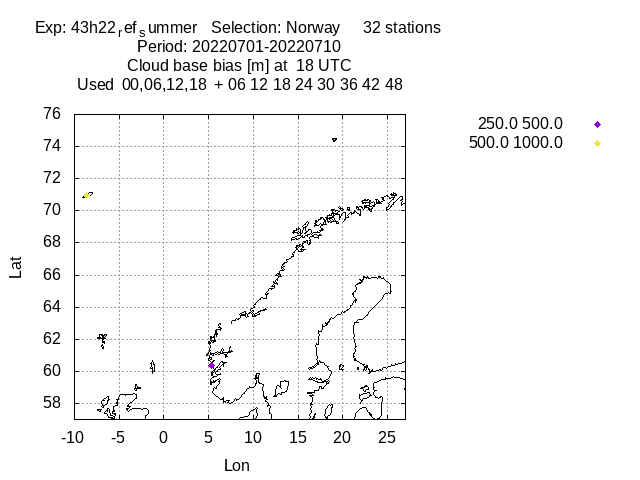 Exp: 43h22ref summer   Selection: Norway     32 stations
Period: 20220701-20220710
Cloud base bias [m] at  18 UTC
Used  00,06,12,18  + 06 12 18 24 30 36 42 48
250.0 500.0
500.0 1000.0
76
74
72
70
68
66
64
62
60
58
Lat
-10 -5 0 5 10 15 20 25
Lon